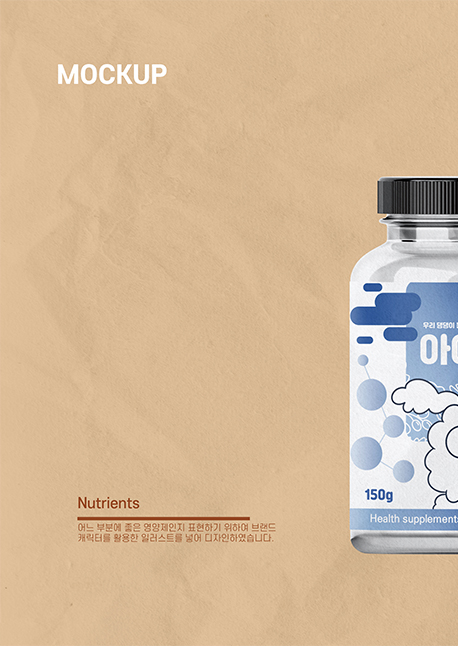 MOCKUP
우리 댕댕이
아이
150g
Health supplements
Nutrients
어느 부분에 좋은 영양제인지 표현하기 위하여 브랜드
캐릭터를 활용한 일러스트를 넣어 디자인하였습니다.